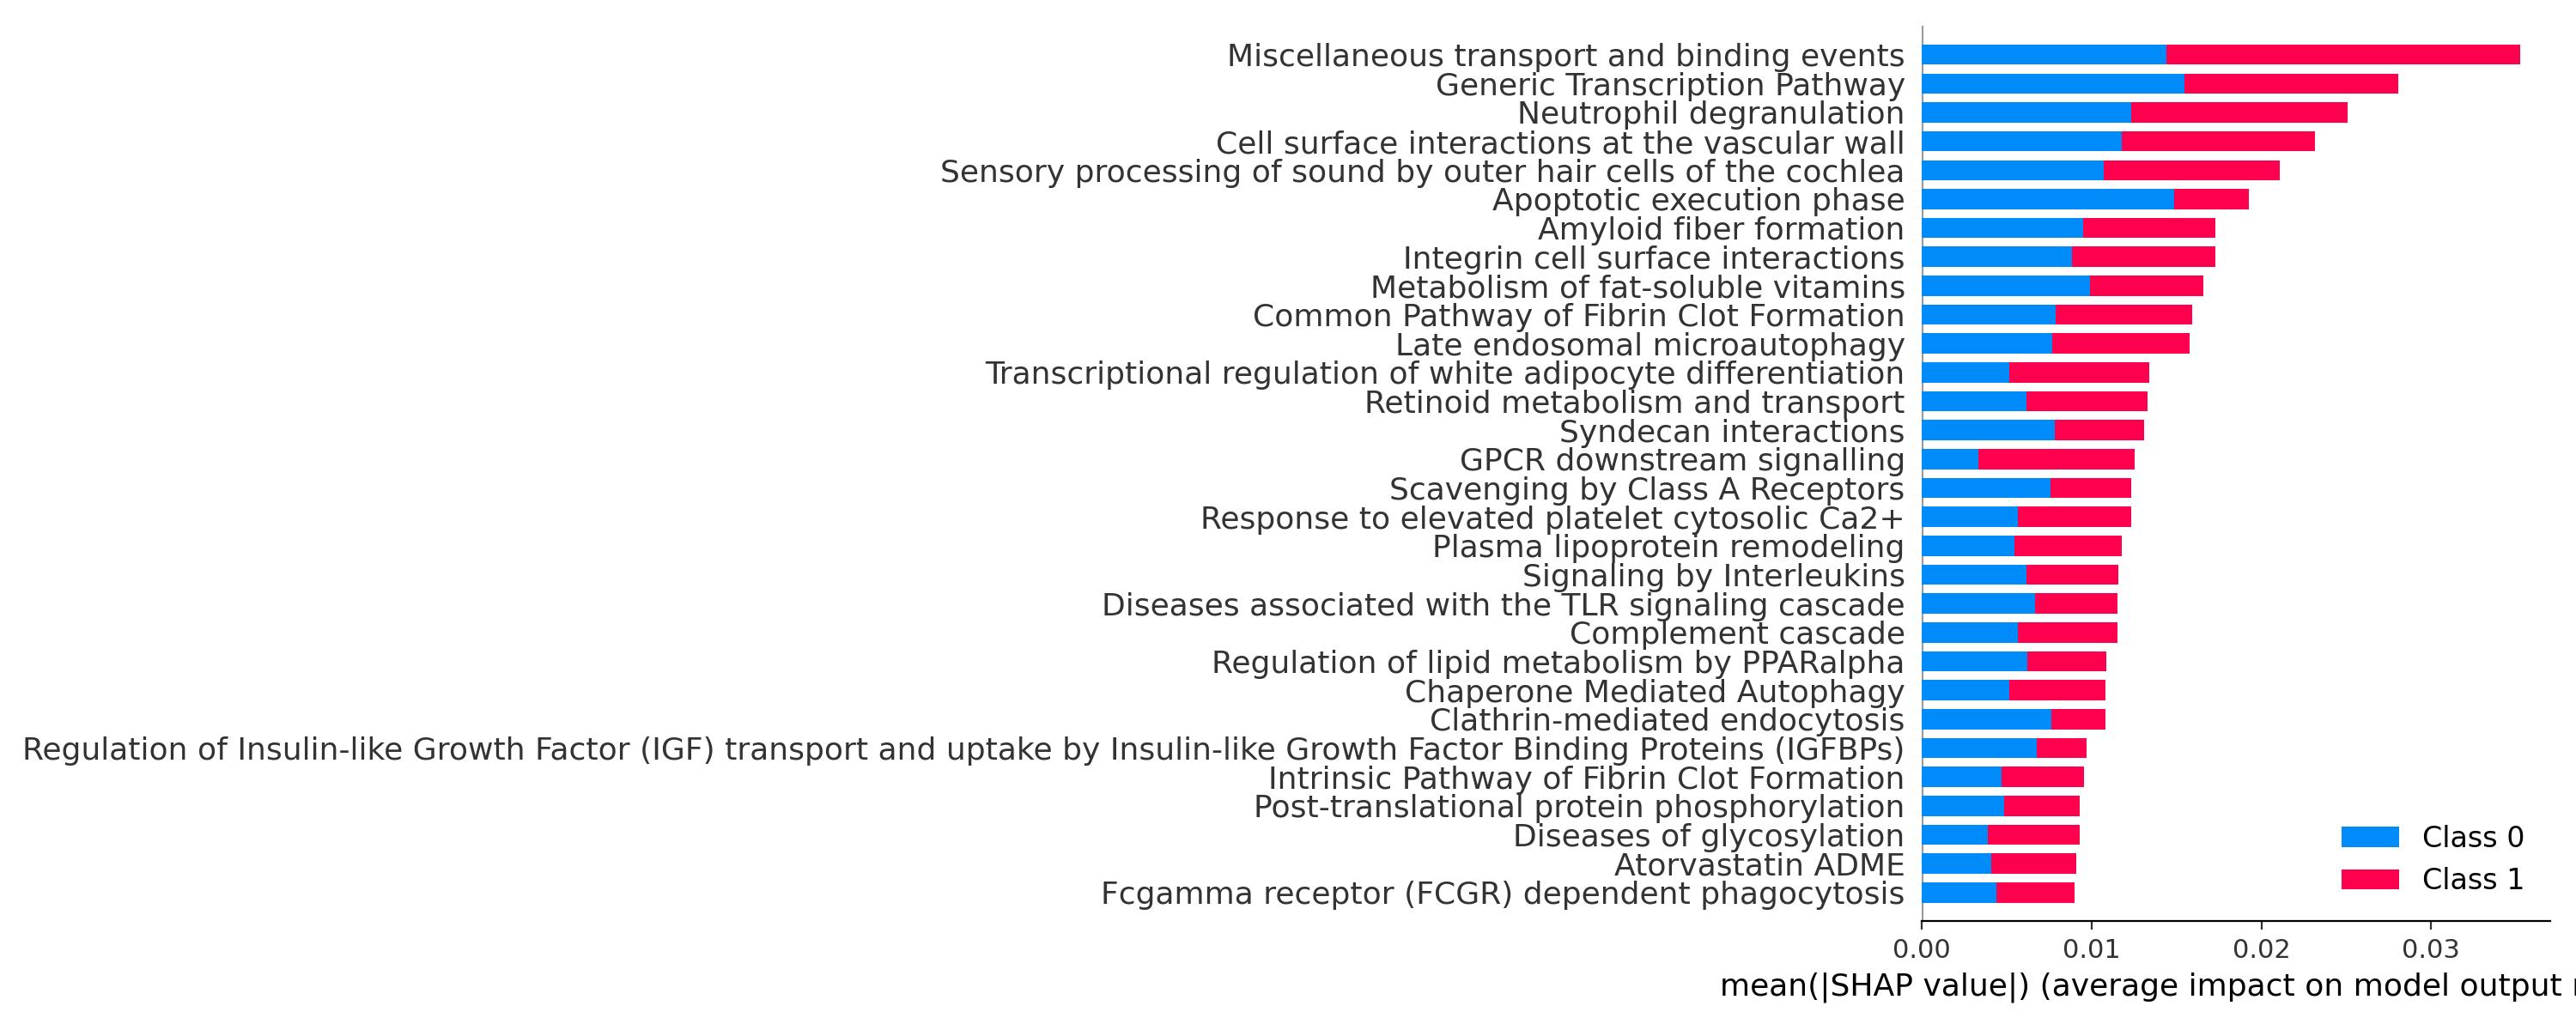 Miscellaneous transport and binding events
Generic Transcription Pathway
Neutrophil degranulation
Cell surface interactions at the vascular wall
Sensory processing of sound by outer hair cells of the cochlea
Apoptotic execution phase
Amyloid fiber formation
Integrin cell surface interactions
Metabolism of fat-soluble vitamins
Common Pathway of Fibrin Clot Formation
Late endosomal microautophagy
Transcriptional regulation of white adipocyte differentiation
Retinoid metabolism and transport
Syndecan interactions
GPCR downstream signalling
Scavenging by Class A Receptors
Response to elevated platelet cytosolic Ca2+
Plasma lipoprotein remodeling
Signaling by Interleukins
Diseases associated with the TLR signaling cascade
Complement cascade
Regulation of lipid metabolism by PPARalpha
Chaperone Mediated Autophagy
Clathrin-mediated endocytosis
Regulation of Insulin-like Growth Factor (IGF) transport and uptake by Insulin-like Growth Factor Binding Proteins (IGFBPs)
Intrinsic Pathway of Fibrin Clot Formation
Post-translational protein phosphorylation
Diseases of glycosylation
Atorvastatin ADME
Fcgamma receptor (FCGR) dependent phagocytosis
Class 0
Class 1
0.00 0.01 0.02 0.03
mean(|SHAP value|) (average impact on model output